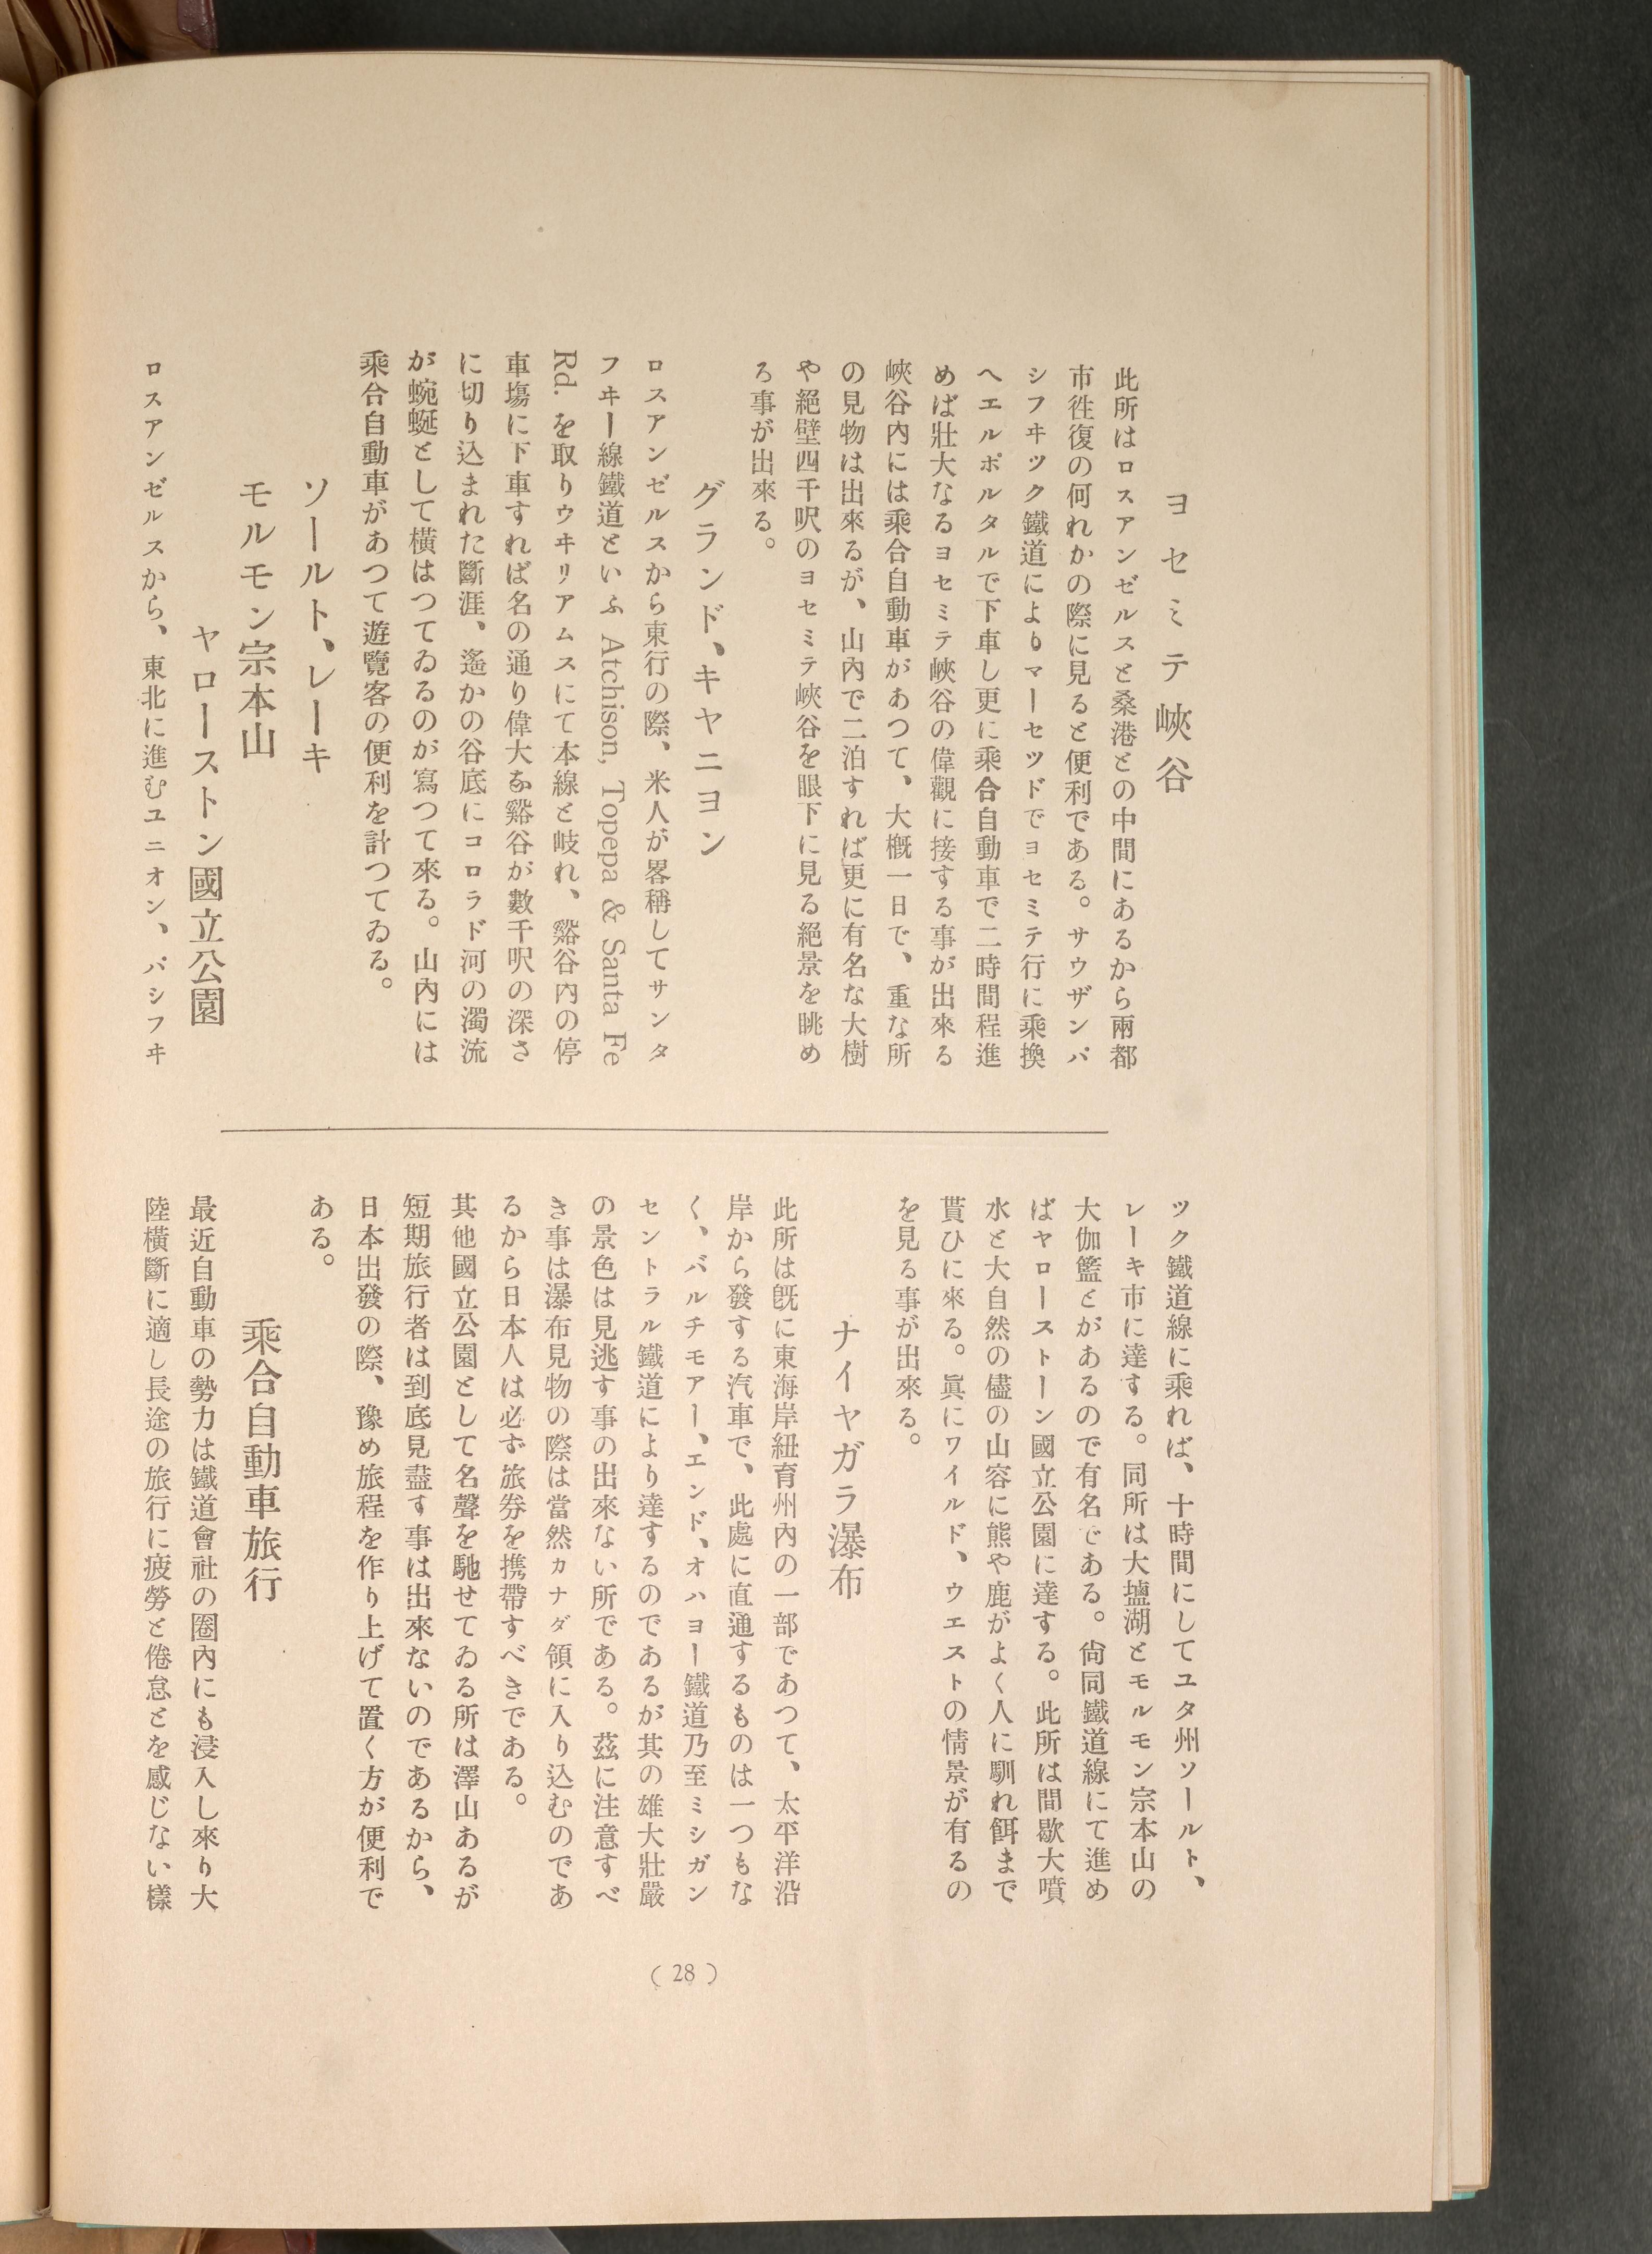 ヨセミテ峽谷
此所はロスアンゼルスと桑港との中間にあるから兩都
市徃復の何れかの際に見ると便利である。サウザンパ
シフヰツク鐵道によりマーセツドでヨセミテ行に乘換
へエルポルタルで下車し更に乘合自動車で二時間程進
めば壯大なるヨセミテ峽谷の偉觀に接する事が出來る
峽谷內には乘合自動車があつて、大槪一日で、重な所
の見物は出來るが、山內で二泊すれば更に有名な大樹
や絕壁四千呎のヨセミテ峽谷を眼下に見る絕景を眺め
る事が出來る。
グランド、キヤニヨン
ロスアンゼルスから東行の際、米人が畧稱してサンタ
フヰー線鐵道といふ Atchison, Topepa & Santa Fe
Rd. を取りウヰリアムスにて本線と岐れ、谿谷內の停
車塲に下車すれば名の通り偉大な谿谷が數千呎の深さ
に切り込まれた斷涯、遙かの谷底にコロラド河の濁流
が蜿蜒として橫はつてゐるのが寫つて來る。山內には
乘合自動車があつて遊覽客の便利を計つてゐる。
ソールト、レーキ
モルモン宗本山
ヤローストン國立公園
ロスアンゼルスから、東北に進むユニオン、パシフヰ
ツク鐵道線に乘れば、十時間にしてユタ州ソールト、
レーキ市に達する。同所は大鹽湖とモルモン宗本山の
大伽籃とがあるので有名である。尙同鐵道線にて進め
ばヤローストーン國立公園に達する。此所は間歇大噴
水と大自然の儘の山容に熊や鹿がよく人に馴れ餌まで
貰ひに來る。眞にワイルド、ウエストの情景が有るの
を見る事が出來る。
ナイヤガラ瀑布
此所は旣に東海岸紐育州內の一部であつて、太平洋沿
岸から發する汽車で、此處に直通するものは一つもな
く、バルチモアー、エンド、オハヨー鐵道乃至ミシガン
セントラル鐵道により達するのであるが其の雄大壯嚴
の景色は見逃す事の出來ない所である。茲に注意すべ
き事は瀑布見物の際は當然カナダ領に入り込むのであ
るから日本人は必ず旅券を携帶すべきである。
其他國立公園として名聲を馳せてゐる所は澤山あるが
短期旅行者は到底見盡す事は出來ないのであるから、
日本出發の際、豫め旅程を作り上げて置く方が便利で
ある。
乘合自動車旅行
最近自動車の勢力は鐵道會社の圈內にも浸入し來り大
陸橫斷に適し長途の旅行に疲勞と倦怠とを感じない樣
( 28 )